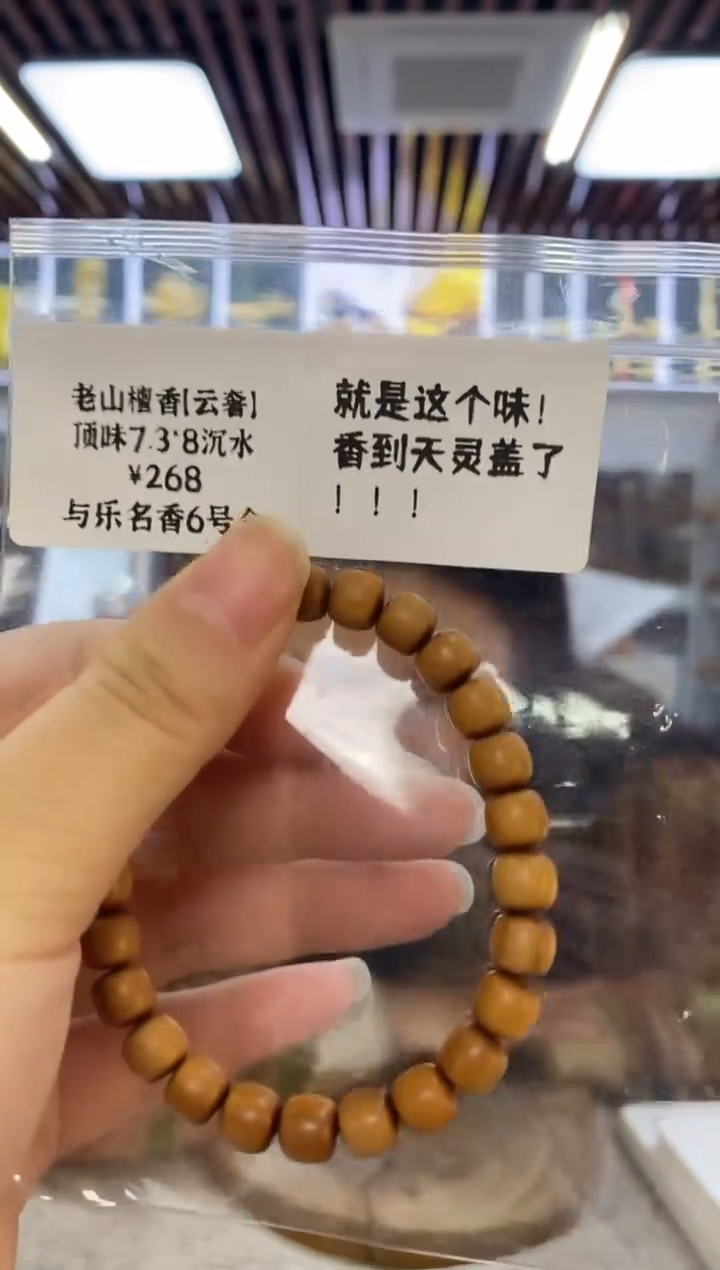 老山檀香[云奢]
顶味7.3*8沉水
¥268
与乐名香6号
就是这个味！
香到天灵盖了
！！！